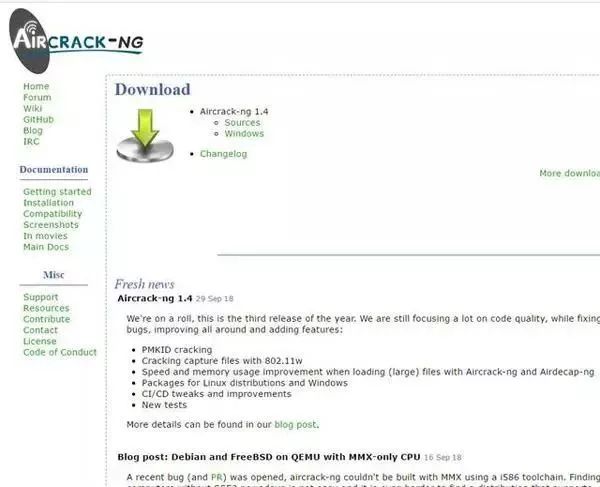 AIRCRACK-NG
Home
Forum
Wiki
GitHub
Blog
IRC
Documentation
Getting started
Installation
Compatibility
Screenshots
In movies
Main Docs
Misc
Support
Resources
Contribute
Contact
License
Code of Conduct
Download
Aircrack-ng 1.4
Sources
Windows
Changelog
More downloa
Fresh news
Aircrack-ng 1.4 29 Sep 18
We're on a roll, this is the third release of the year. We are still focusing a lot on code quality, while fixing
bugs, improving all around and adding features:
PMKID cracking
Cracking capture files with 802.11w
Speed and memory usage improvement when loading (large) files with Aircrack-ng and Airdecap-ng
Packages for Linux distributions and Windows
CI/CD tweaks and improvements
New tests
More details can be found in our blog post.
Blog post: Debian and FreeBSD on QEMU with MMX-only CPU 16 Sep 18
A recent bug (and PR) was opened, aircrack-ng couldn't be built with MMX using a i586 toolchain. Finding